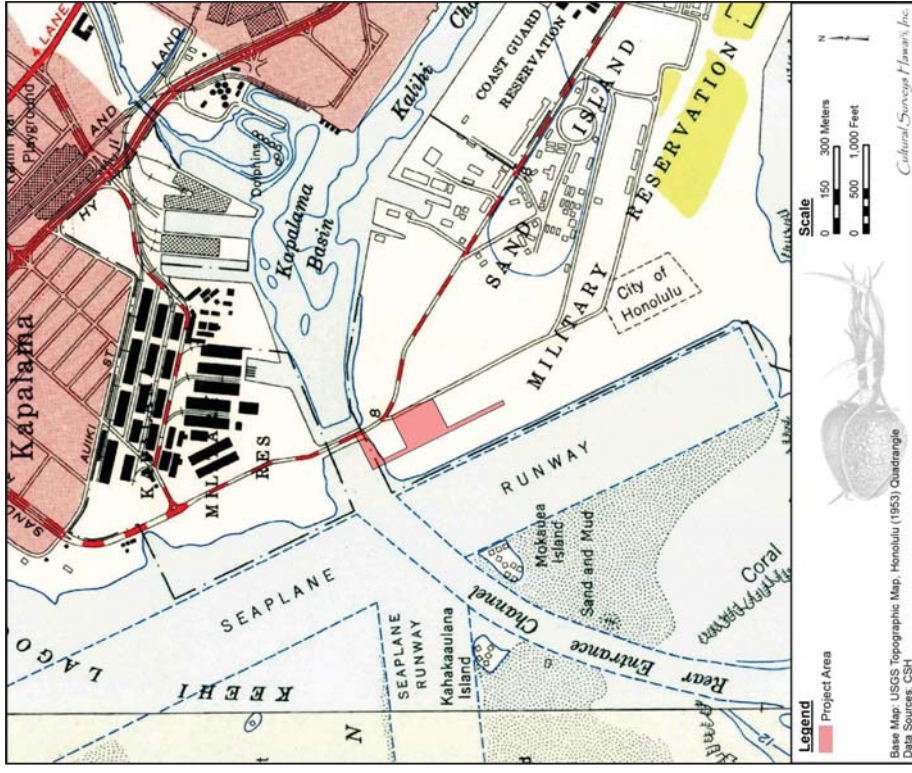 LANE
LAND
AND
HY
Playground
Kapalama
AUIKI ST
SAND
MIL
RES
Dolphins
Kapalama
Basin
Kalihi
COAST GUARD
RESERVATION
SAND ISLAND
MILITARY RESERVATION
City of
Honolulu
8
SEAPLANE
RUNWAY
SEAPLANE
RUNWAY
KEEHI
LAGO
N
Kahakaaulana
Island
Mokauea
Island
Sand and Mud
Rear Entrance Channel
Coral
12
Legend
Project Area
Scale
0 150 300 Meters
0 500 1,000 Feet
N
Base Map: USGS Topographic Map, Honolulu (1953) Quadrangle
Data Sources: CSH
Cultural Surveys Hawai'i, Inc.